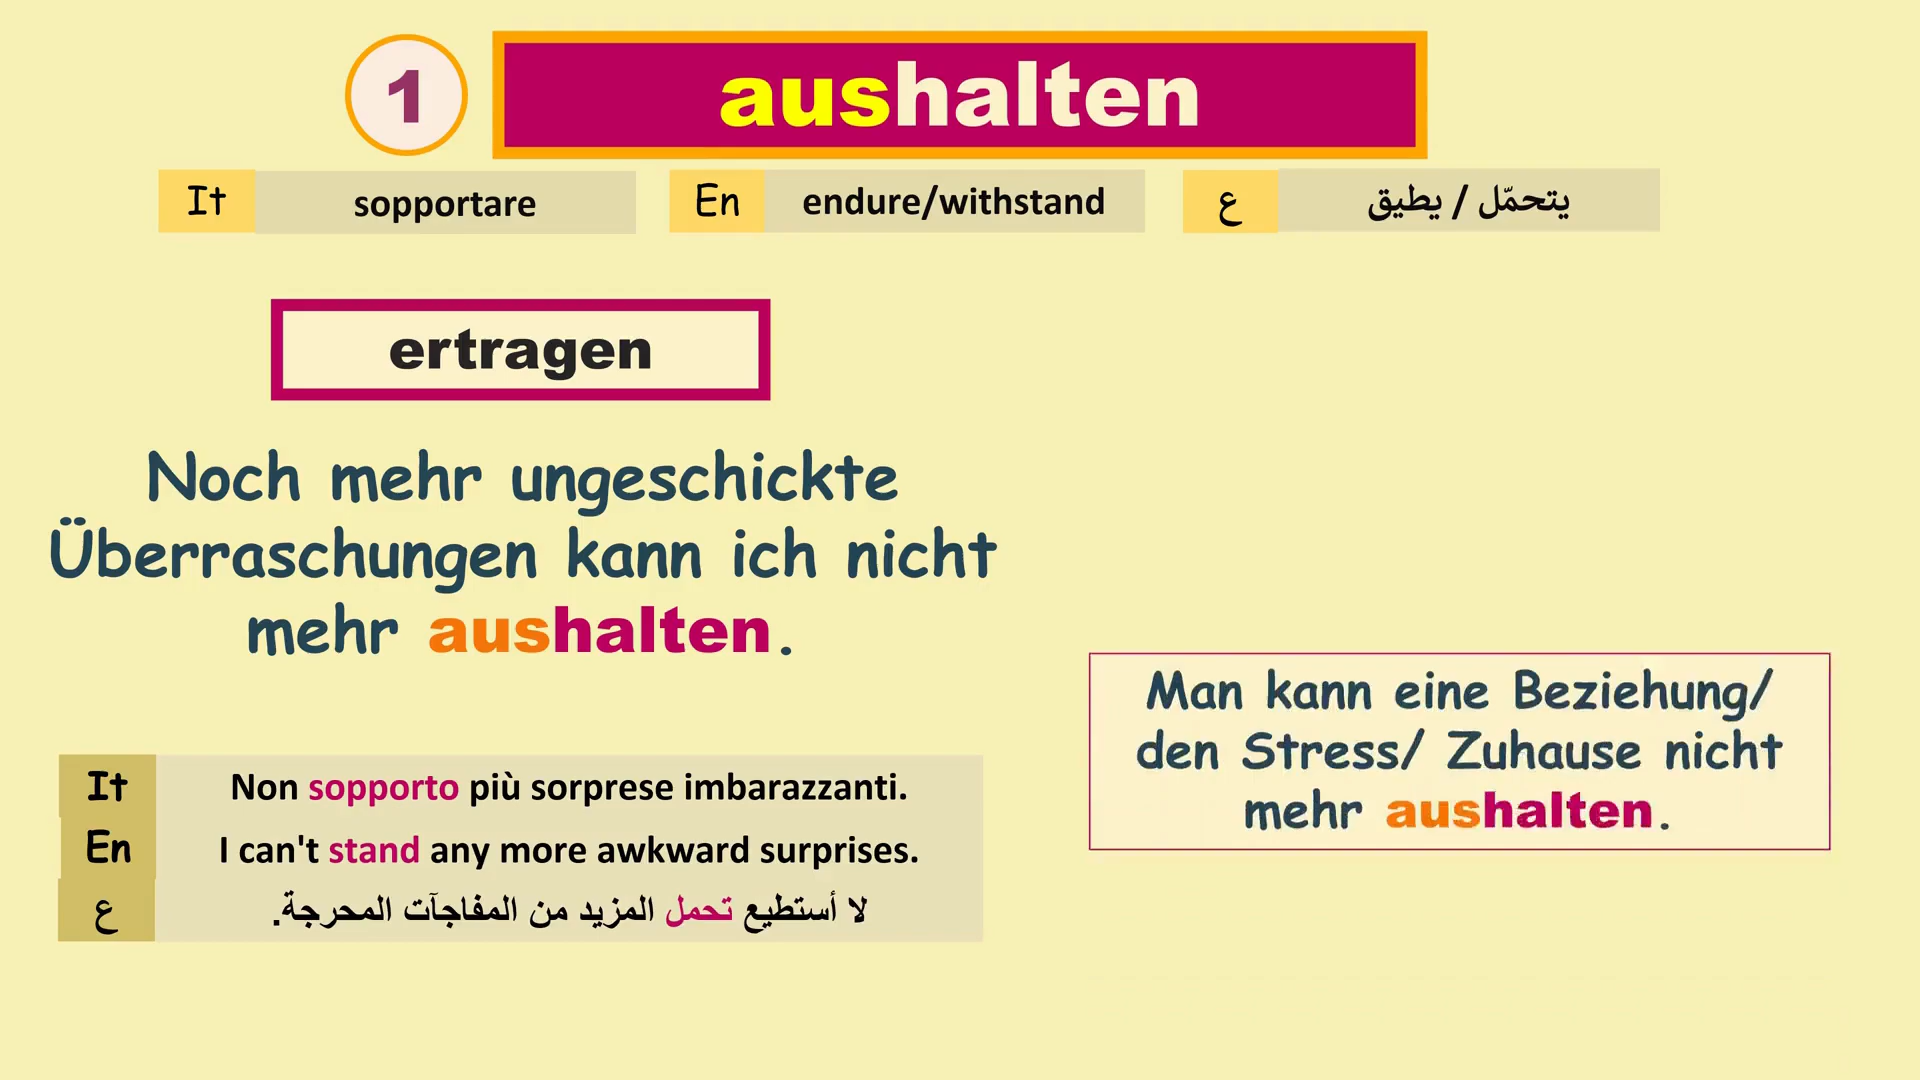 1
aushalten
It sopportare
En endure/withstand
ع يتحمّل / يطيق
ertragen
Noch mehr ungeschickte
Überraschungen kann ich nicht
mehr aushalten.
It Non sopporto più sorprese imbarazzanti.
En I can't stand any more awkward surprises.
ع لا أستطيع تحمل المزيد من المفاجآت المحرجة.
Man kann eine Beziehung/
den Stress/ Zuhause nicht
mehr aushalten.